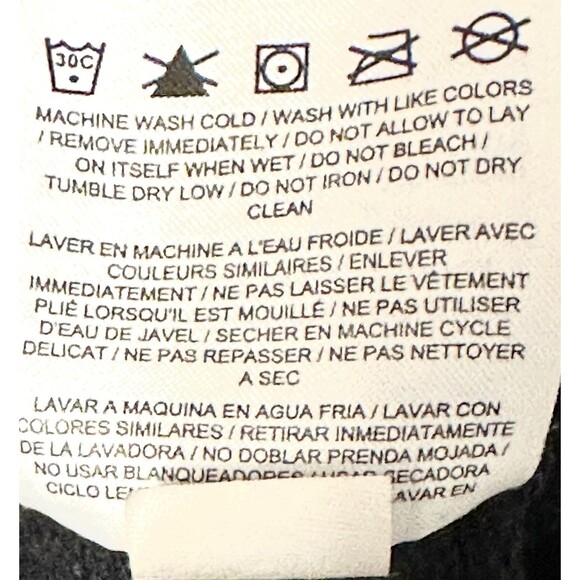 30C
MACHINE WASH COLD / WASH WITH LIKE COLORS
/ REMOVE IMMEDIATELY / DO NOT ALLOW TO LAY
ON ITSELF WHEN WET / DO NOT BLEACH /
TUMBLE DRY LOW / DO NOT IRON / DO NOT DRY
CLEAN
LAVER EN MACHINE A L'EAU FROIDE / LAVER AVEC
COULEURS SIMILAIRES / ENLEVER
IMMEDIATEMENT / NE PAS LAISSER LE VÊTEMENT
PLIÉ LORSQU'IL EST MOUILLÉ / NE PAS UTILISER
D'EAU DE JAVEL / SECHER EN MACHINE CYCLE
DELICAT / NE PAS REPASSER / NE PAS NETTOYER
A SEC
LAVAR A MAQUINA EN AGUA FRIA / LAVAR CON
COLORES SIMILARES / RETIRAR INMEDIATAMENTE
DE LA LAVADORA / NO DOBLAR PRENDA MOJADA /
NO USAR BLANQUEADORES / USAR SECADORA
CICLO LAVAR EN